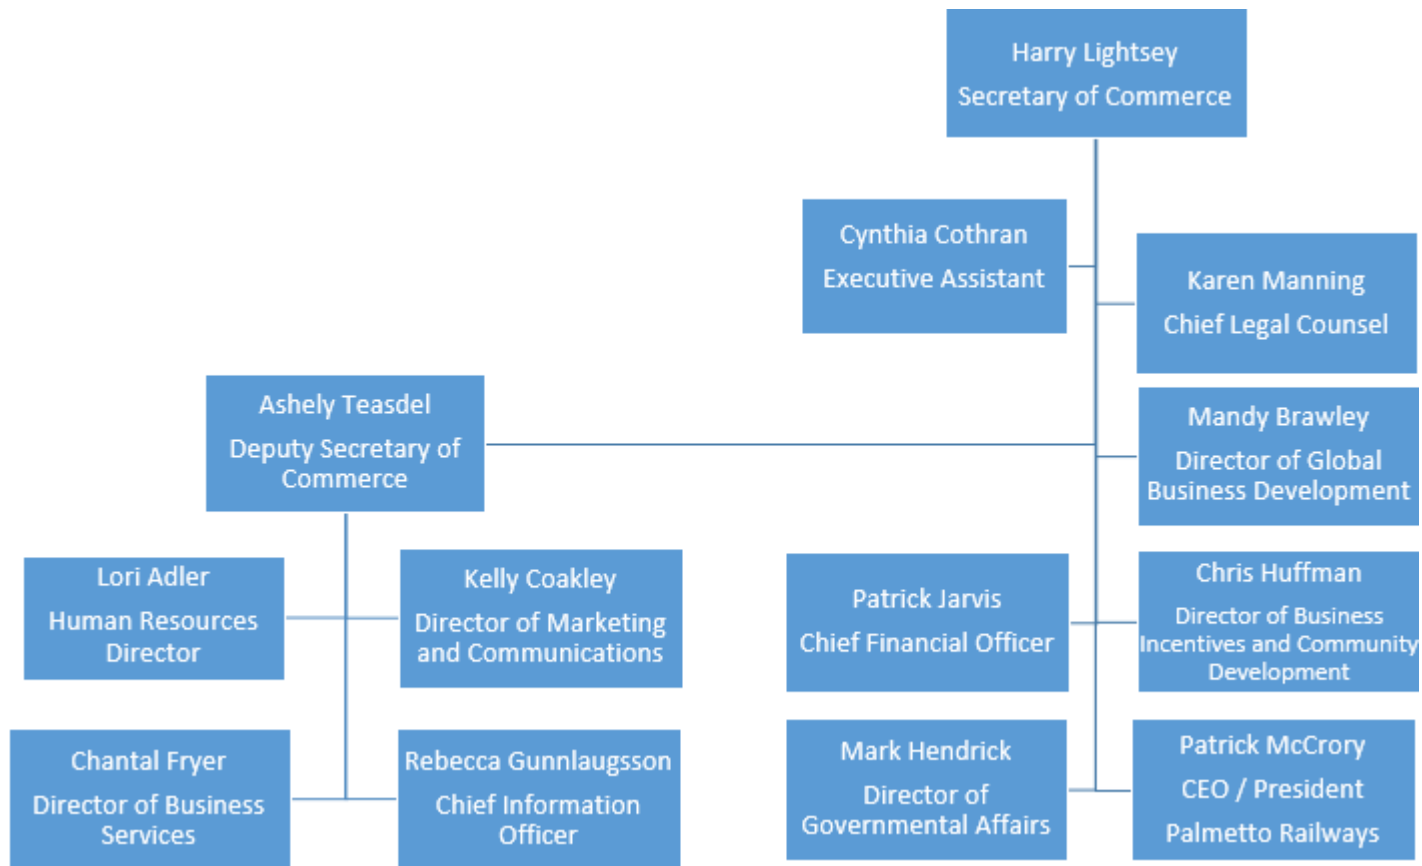 Harry Lightsey
Secretary of Commerce
Cynthia Cothran
Executive Assistant
Karen Manning
Chief Legal Counsel
Ashely Teasdel
Deputy Secretary of
Commerce
Mandy Brawley
Director of Global
Business Development
Lori Adler
Human Resources
Director
Kelly Coakley
Director of Marketing
and Communications
Patrick Jarvis
Chief Financial Officer
Chris Huffman
Director of Business
Incentives and Community
Development
Chantal Fryer
Director of Business
Services
Rebecca Gunnlaugsson
Chief Information
Officer
Mark Hendrick
Director of
Governmental Affairs
Patrick McCrory
CEO / President
Palmetto Railways